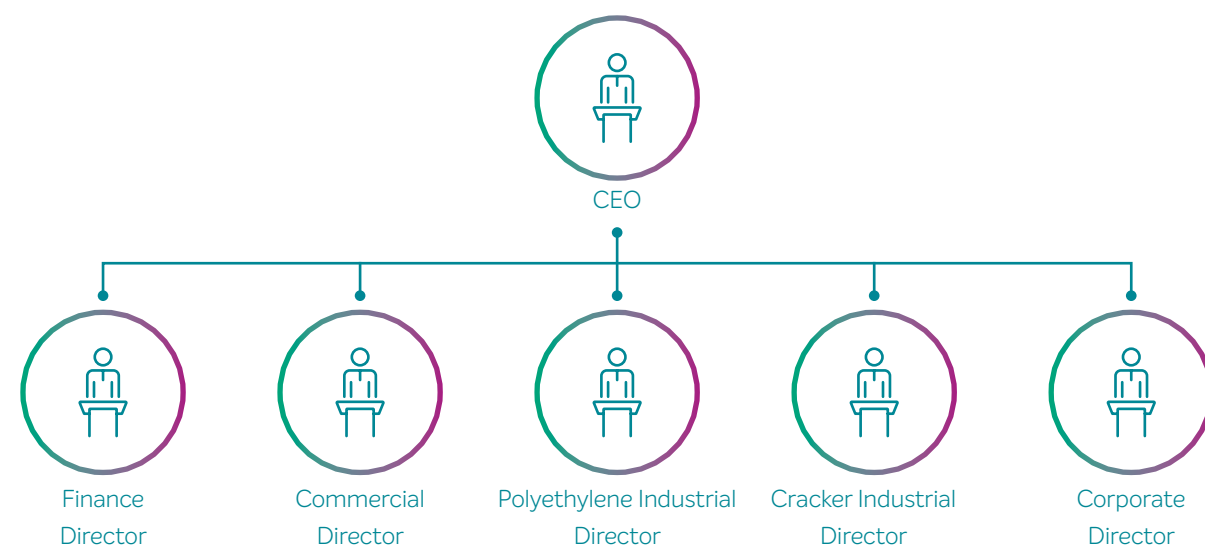 CEO
Finance
Director
Commercial
Director
Polyethylene Industrial
Director
Cracker Industrial
Director
Corporate
Director